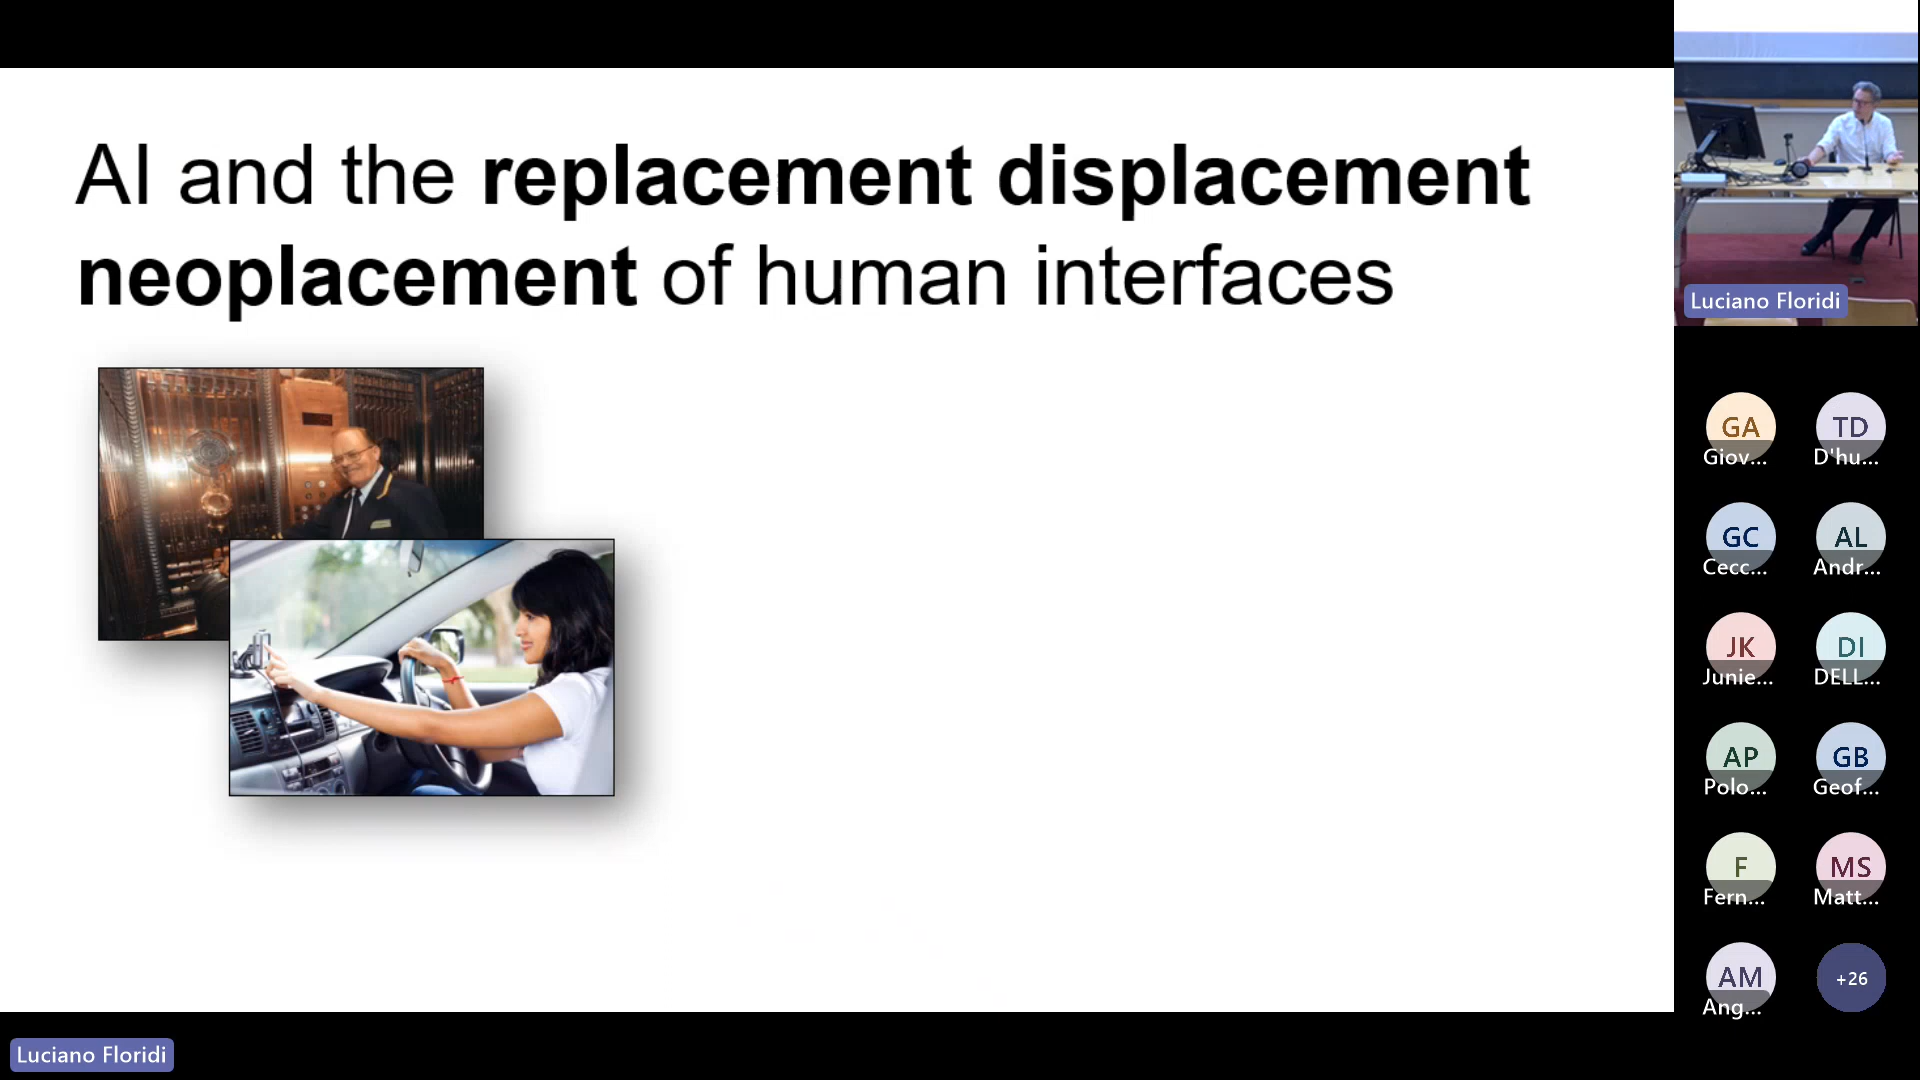 AI and the replacement displacement
neoplacement of human interfaces
Luciano Floridi
GA
Giov...
TD
D'hu...
GC
Cecc...
AL
Andr...
JK
Junie...
DI
DELL...
AP
Polo...
GB
Geof...
F
Fern...
MS
Matt...
AM
Ang...
+26
Luciano Floridi